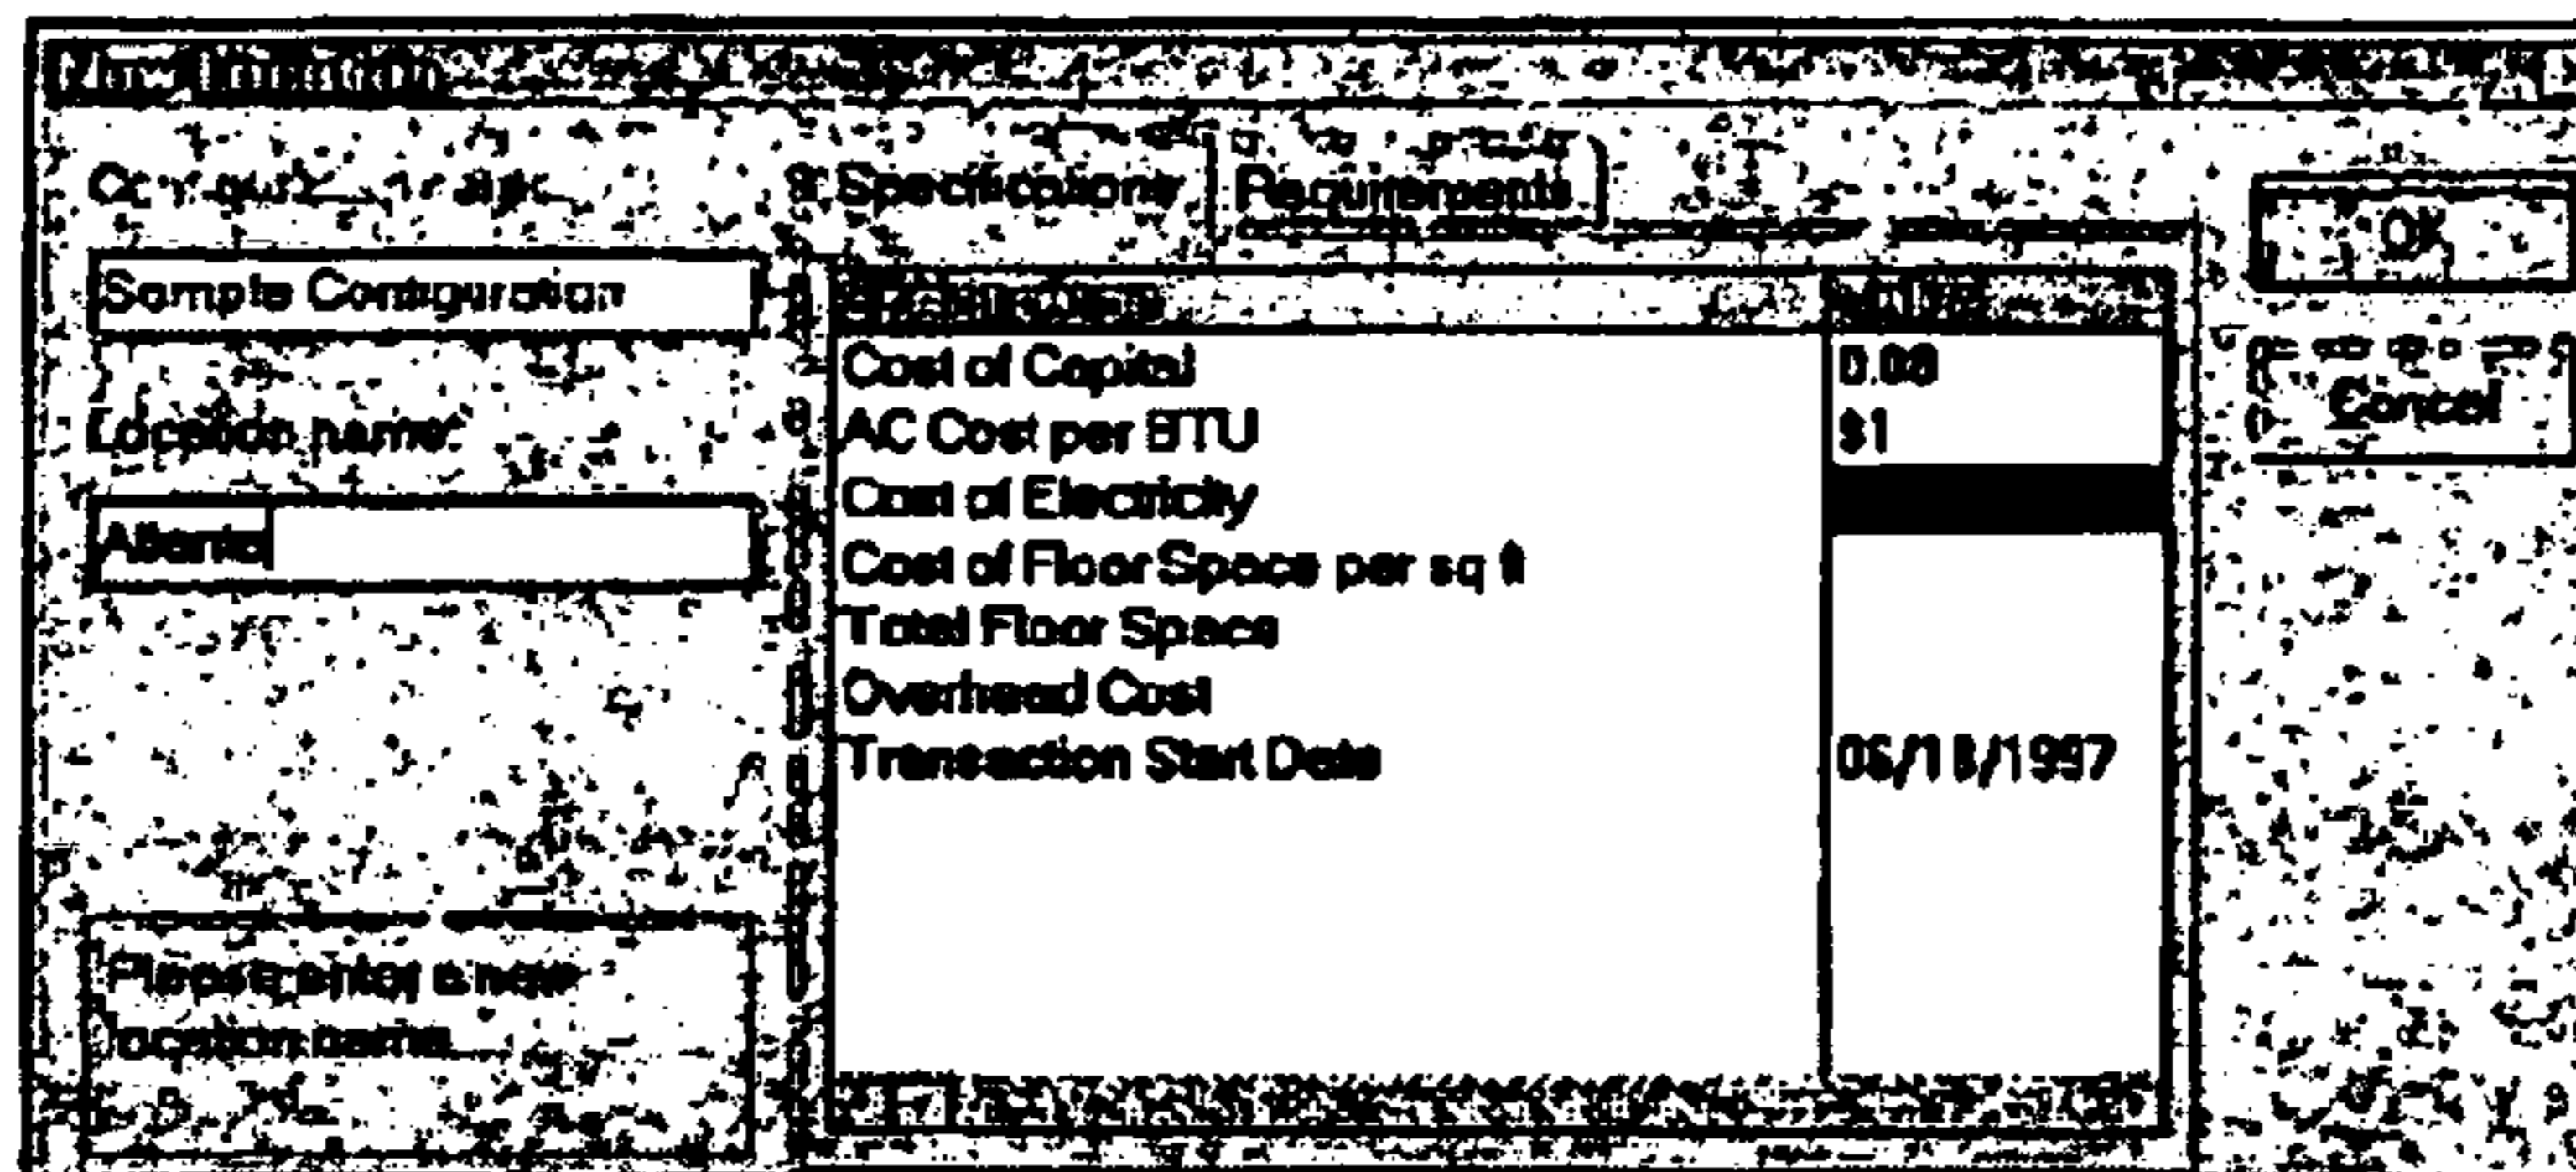 New Location
Specifications
Requirements
OK
Sample Configuration
Cost of Capital
AC Cost per BTU $1
Cancel
Location name:
Cost of Electricity
Atlanta
Cost of Floor Space per sq ft
Total Floor Space
Overhead Cost
Transaction Start Date
Please enter a new
location name